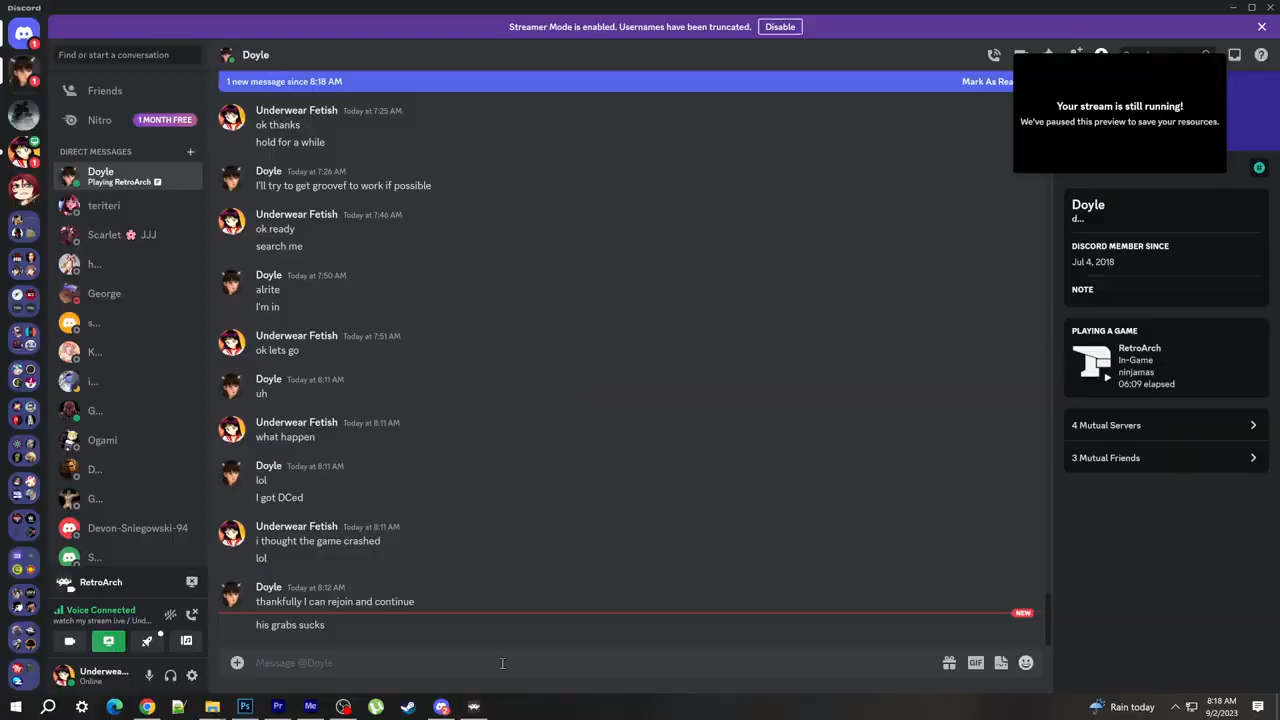 Discord
Streamer Mode is enabled. Usernames have been truncated.
Disable
Find or start a conversation
Doyle
1 new message since 8:18 AM
Mark As Rea
Your stream is still running!
We've paused this preview to save your resources.
Friends
Nitro
1 MONTH FREE
DIRECT MESSAGES
Doyle
Playing RetroArch
teriteri
Scarlet JJJ
h...
George
s...
K...
i...
G...
Ogami
D...
G...
Devon-Sniegowski-94
S...
RetroArch
Voice Connected
watch my stream live / Und...
Underwea...
Online
Underwear Fetish Today at 7:25 AM
ok thanks
hold for a while
Doyle Today at 7:26 AM
I'll try to get groovef to work if possible
Underwear Fetish Today at 7:46 AM
ok ready
search me
Doyle Today at 7:50 AM
alrite
I'm in
Underwear Fetish Today at 7:51 AM
ok lets go
Doyle Today at 8:11 AM
uh
Underwear Fetish Today at 8:11 AM
what happen
Doyle Today at 8:11 AM
lol
I got DCed
Underwear Fetish Today at 8:11 AM
i thought the game crashed
lol
Doyle Today at 8:12 AM
thankfully I can rejoin and continue
NEW
his grabs sucks
Message @Doyle
GIF
Doyle
d...
DISCORD MEMBER SINCE
Jul 4, 2018
NOTE
PLAYING A GAME
RetroArch
In-Game
ninjamas
06:09 elapsed
4 Mutual Servers
3 Mutual Friends
Ps
Pr
Me
Rain today
8:18 AM
9/2/2023